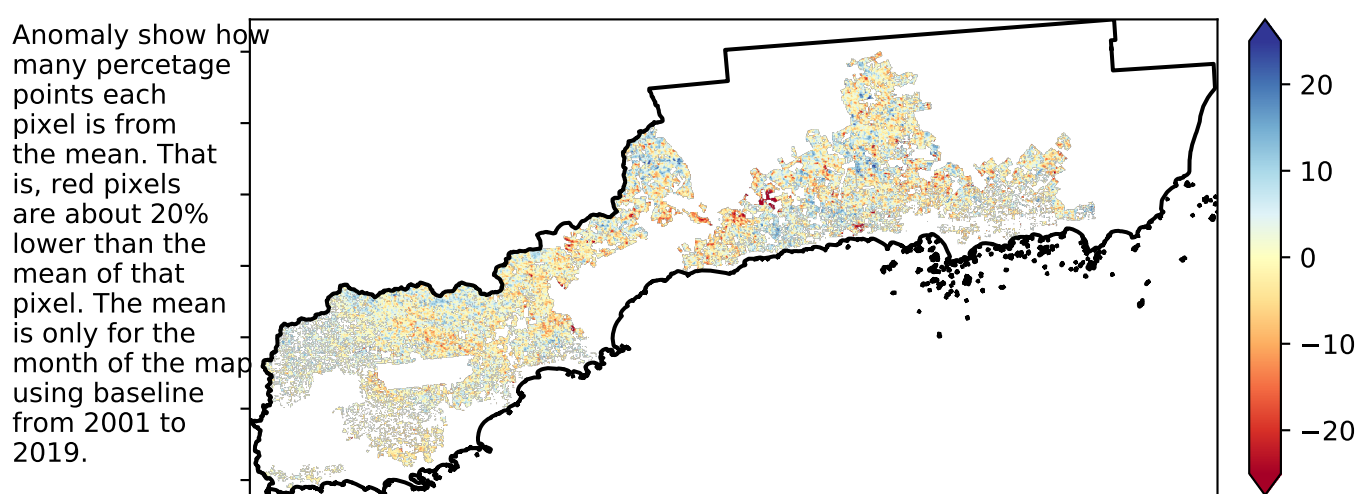 Anomaly show how
many percetage
points each
pixel is from
the mean. That
is, red pixels
are about 20%
lower than the
mean of that
pixel. The mean
is only for the
month of the map
using baseline
from 2001 to
2019.
20
10
0
−10
−20